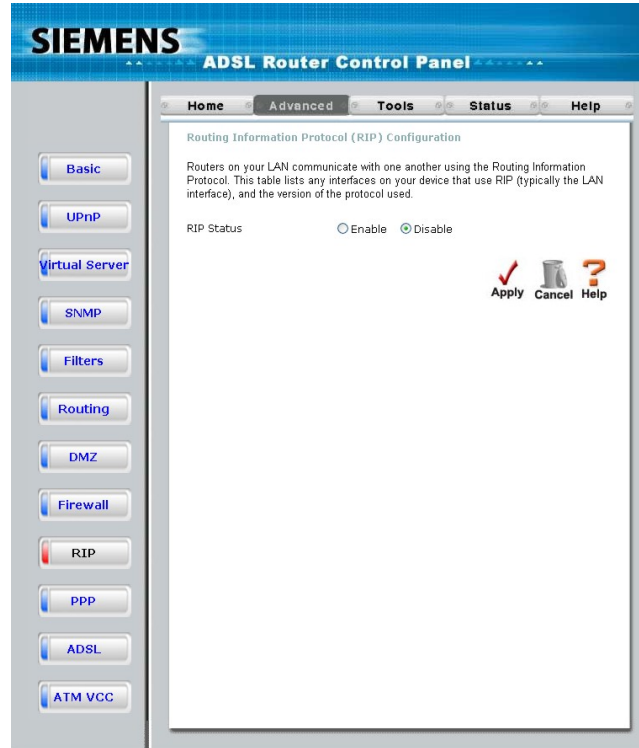 SIEMENS
ADSL Router Control Panel
Home Advanced Tools Status Help
Routing Information Protocol (RIP) Configuration
Routers on your LAN communicate with one another using the Routing Information
Protocol. This table lists any interfaces on your device that use RIP (typically the LAN
interface), and the version of the protocol used.
RIP Status Enable Disable
Apply Cancel Help
Basic
UPnP
Virtual Server
SNMP
Filters
Routing
DMZ
Firewall
RIP
PPP
ADSL
ATM VCC